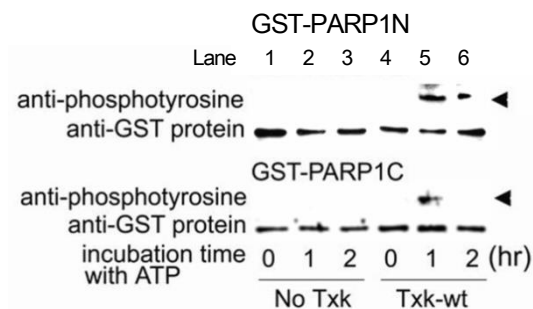 GST-PARP1N
Lane 1 2 3 4 5 6
anti-phosphotyrosine
anti-GST protein
GST-PARP1C
anti-phosphotyrosine
anti-GST protein
incubation time with ATP 0 1 2 0 1 2 (hr)
No Txk Txk-wt